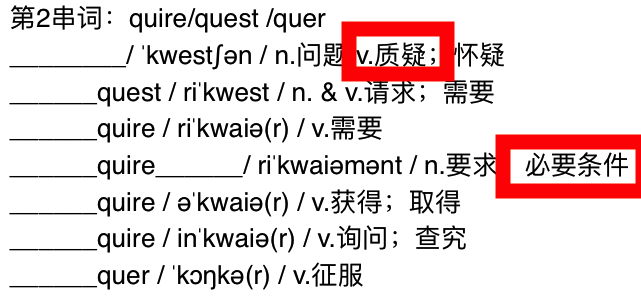 第2串词：quire/quest /quer
________/ ˈkwestʃən / n.问题 v.质疑；怀疑
______quest / riˈkwest / n. & v.请求；需要
______quire / riˈkwaiə(r) / v.需要
______quire______/ riˈkwaiəmənt / n.要求 必要条件
______quire / əˈkwaiə(r) / v.获得；取得
______quire / inˈkwaiə(r) / v.询问；查究
______quer / ˈkɔŋkə(r) / v.征服